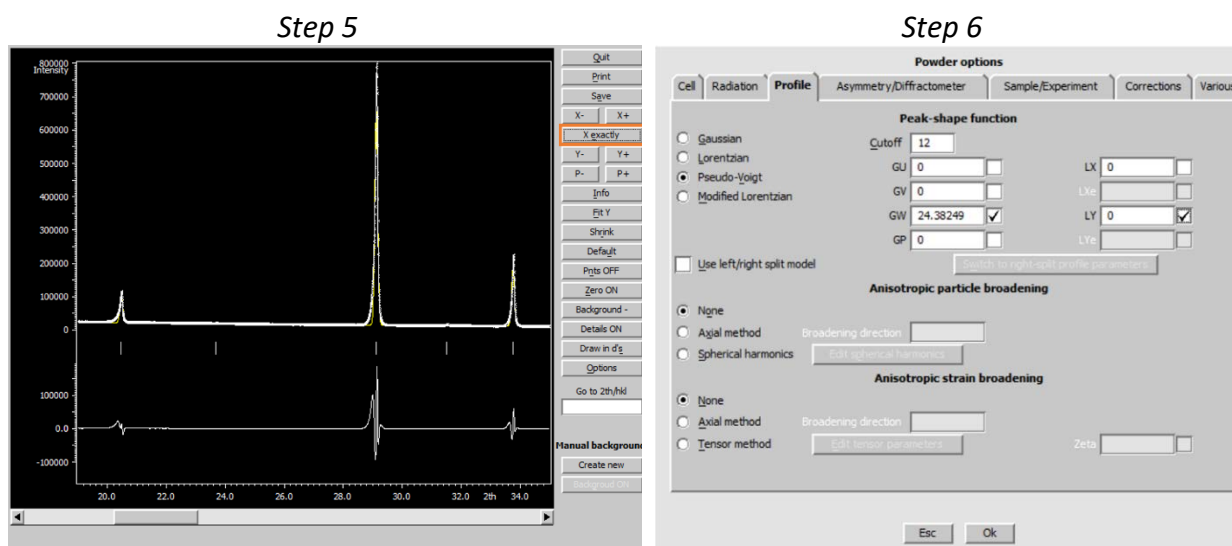 Step 5
Step 6
800000
Intensity
700000
600000
500000
400000
300000
200000
100000
0
100000
0.0
-100000
20.0 22.0 24.0 26.0 28.0 30.0 32.0 2th 34.0
Quit
Print
Save
X- X+
X exactly
Y- Y+
P- P+
Info
Fit Y
Shrink
Default
Pnts OFF
Zero ON
Background -
Details ON
Draw in d's
Options
Go to 2th/hkl
Manual background
Create new
Backgroud ON
Powder options
Cell Radiation Profile Asymmetry/Diffractometer Sample/Experiment Corrections Various
Peak-shape function
Gaussian Cutoff 12
Lorentzian GU 0 LX 0
Pseudo-Voigt GV 0 LXe
Modified Lorentzian GW 24.38249 LY 0
GP 0 LYe
Use left/right split model Switch to right-split profile parameters
Anisotropic particle broadening
None
Axial method Broadening direction
Spherical harmonics Edit spherical harmonics
Anisotropic strain broadening
None
Axial method Broadening direction
Tensor method Edit tensor parameters Zeta
Esc Ok